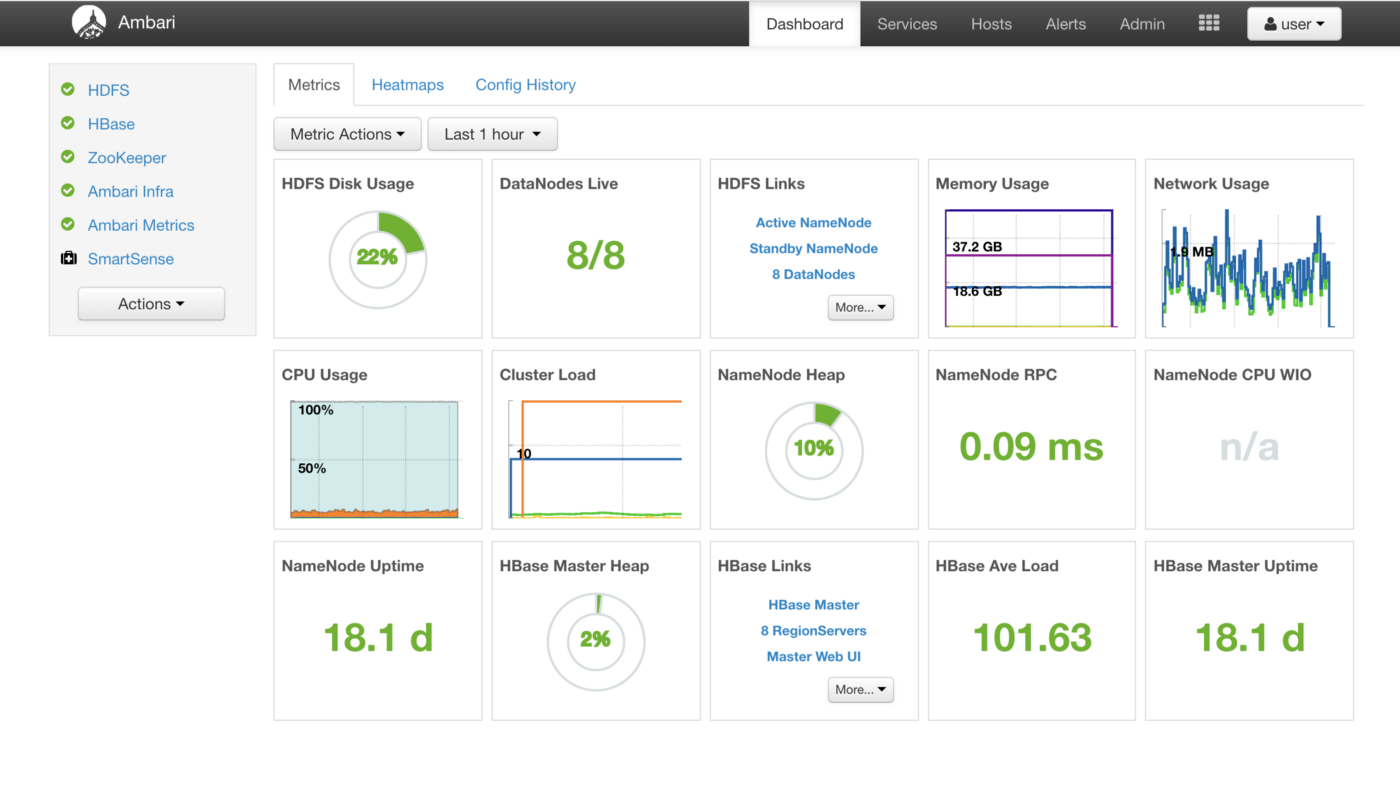 Ambari
Dashboard
Services
Hosts
Alerts
Admin
user
HDFS
HBase
ZooKeeper
Ambari Infra
Ambari Metrics
SmartSense
Actions
Metrics
Heatmaps
Config History
Metric Actions
Last 1 hour
HDFS Disk Usage
22%
DataNodes Live
8/8
HDFS Links
Active NameNode
Standby NameNode
8 DataNodes
More...
Memory Usage
37.2 GB
18.6 GB
Network Usage
1.9 MB
CPU Usage
100%
50%
Cluster Load
10
NameNode Heap
10%
NameNode RPC
0.09 ms
NameNode CPU WIO
n/a
NameNode Uptime
18.1 d
HBase Master Heap
2%
HBase Links
HBase Master
8 RegionServers
Master Web UI
More...
HBase Ave Load
101.63
HBase Master Uptime
18.1 d